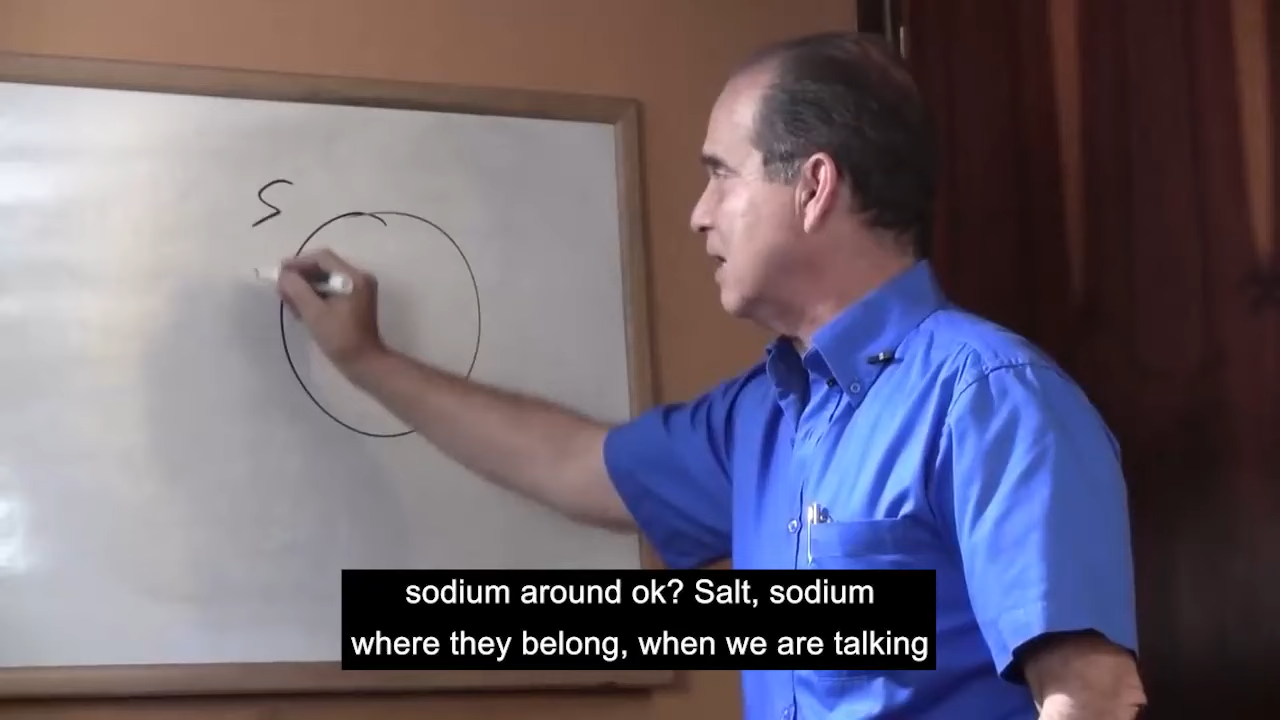 S
sodium around ok? Salt, sodium
where they belong, when we are talking